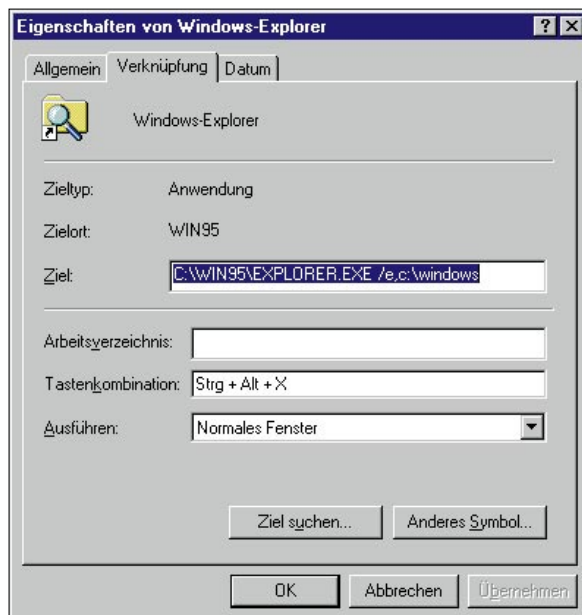 Eigenschaften von Windows-Explorer
Allgemein Verknüpfung Datum
Windows-Explorer
Zieltyp: Anwendung
Zielort: WIN95
Ziel: C:\WIN95\EXPLORER.EXE /e,c:\windows
Arbeitsverzeichnis:
Tastenkombination: Strg + Alt + X
Ausführen: Normales Fenster
Ziel suchen... Anderes Symbol...
OK Abbrechen Übernehmen